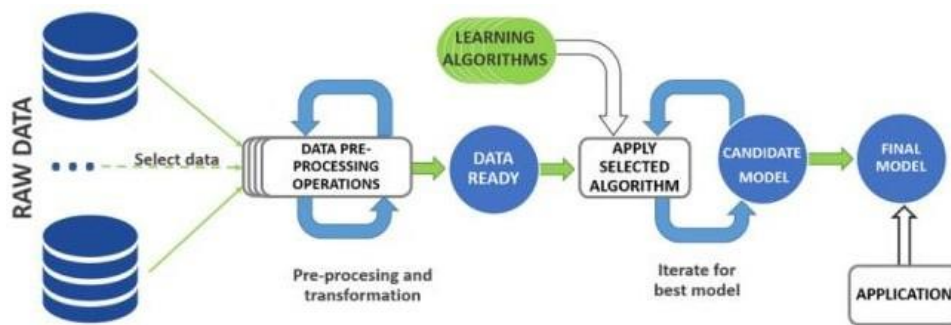 RAW DATA
Select data
DATA PRE-
PROCESSING
OPERATIONS
Pre-procesing and
transformation
DATA
READY
LEARNING
ALGORITHMS
APPLY
SELECTED
ALGORITHM
Iterate for
best model
CANDIDATE
MODEL
FINAL
MODEL
APPLICATION